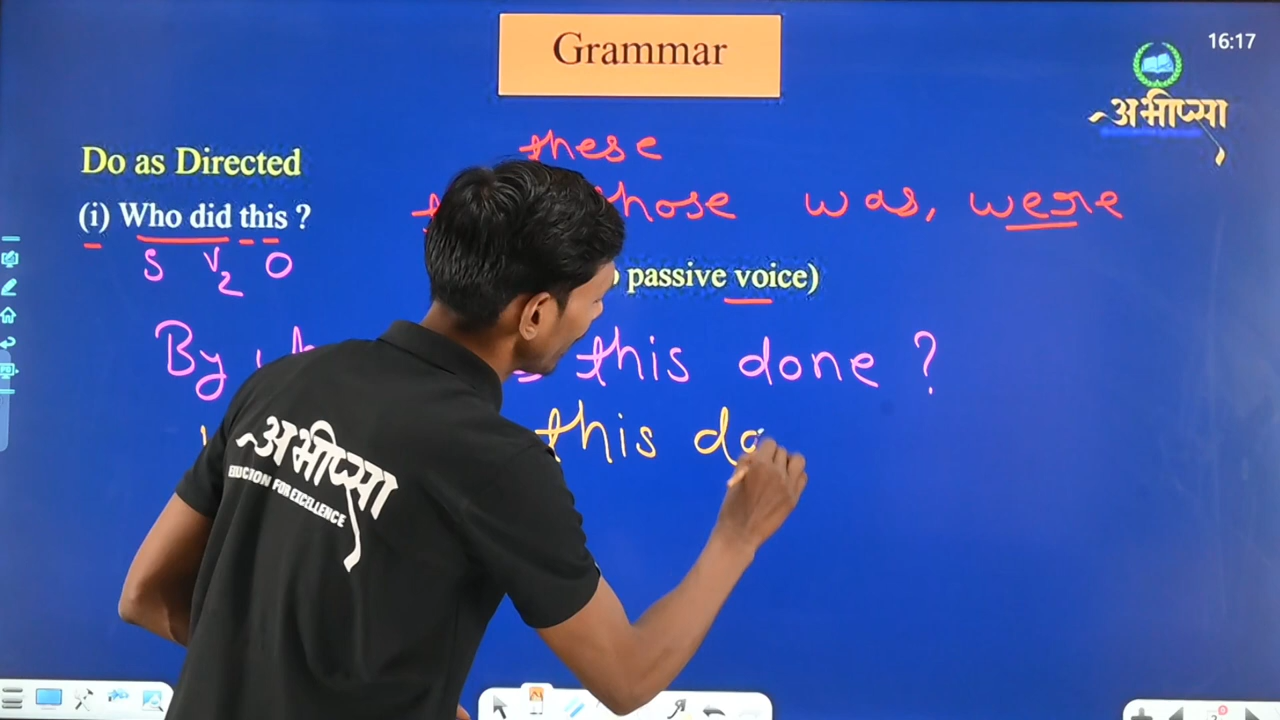 Grammar
16:17
अभीप्सा
these
Do as Directed
those was, were
(i) Who did this ?
S V2 O
passive voice)
By this done ?
this do
अभीप्सा
EDUCION FOR EXCELLENCE